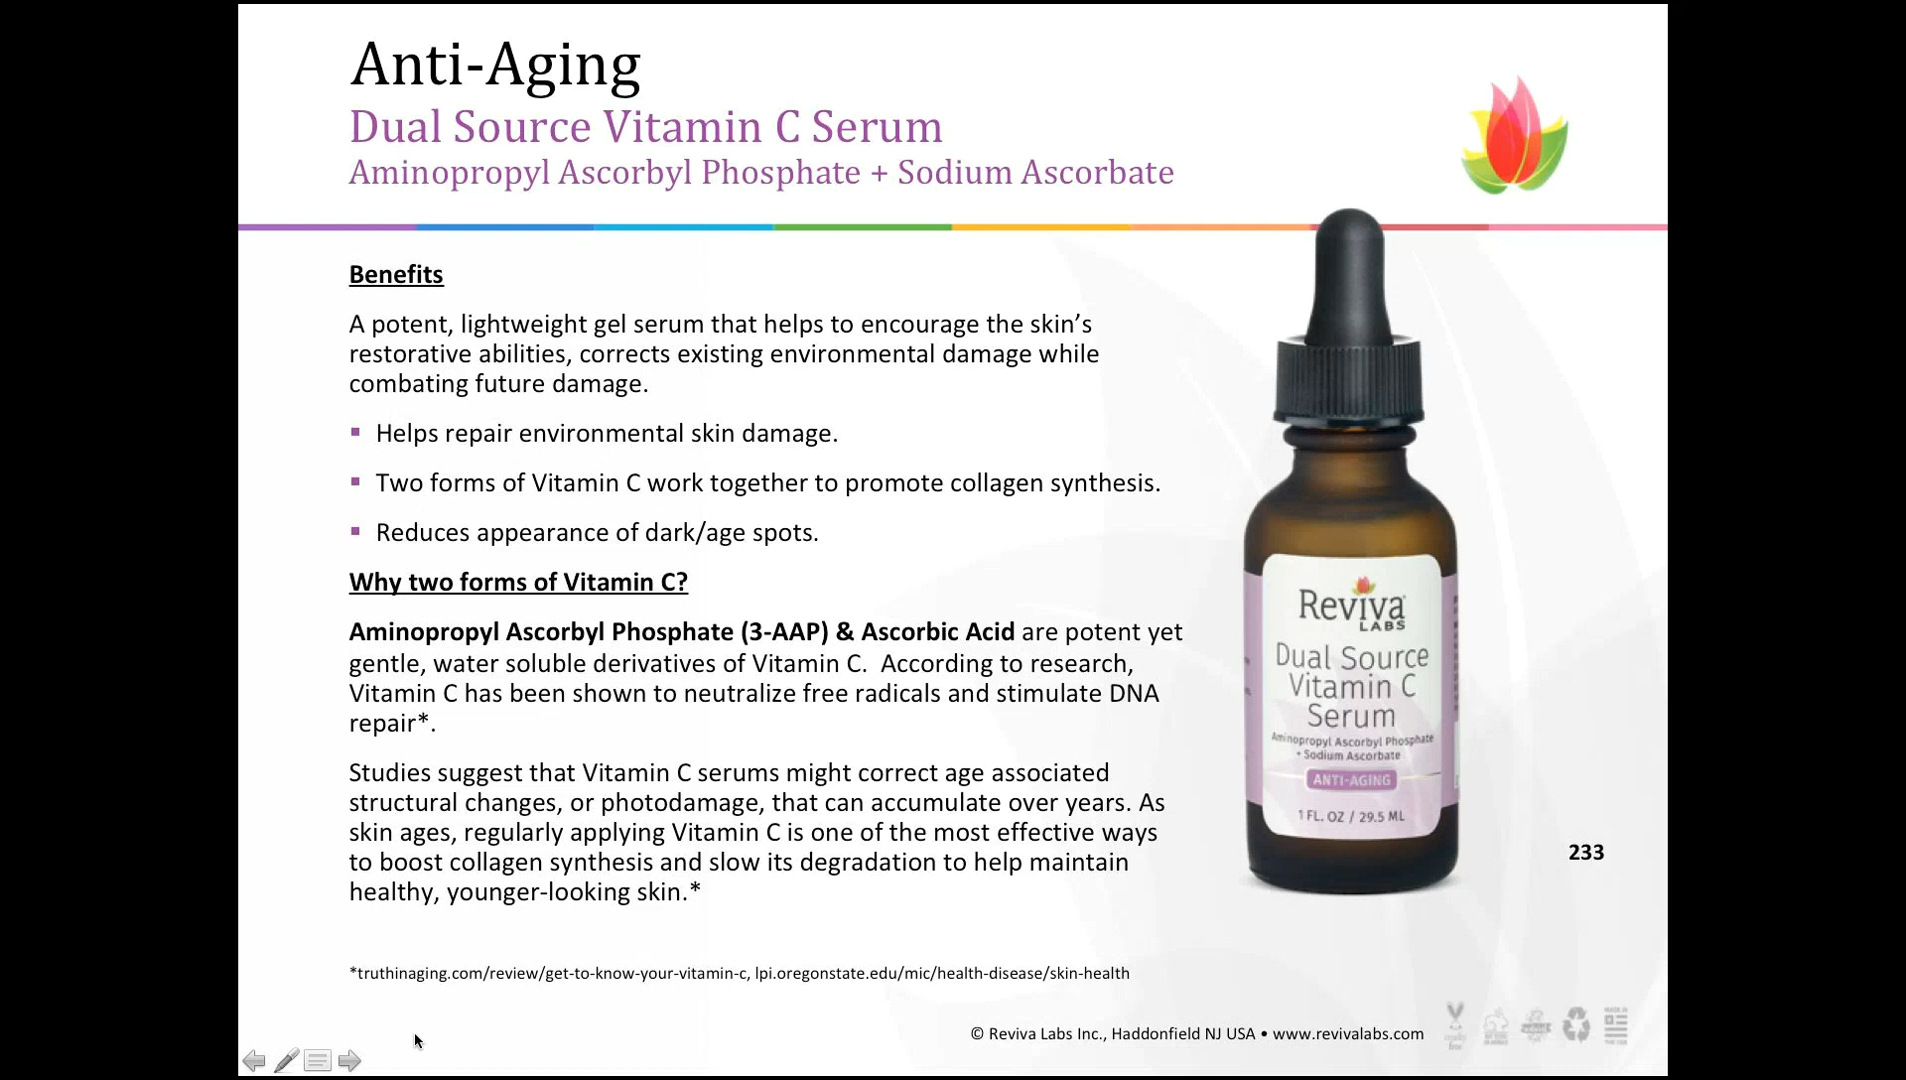 Anti-Aging
Dual Source Vitamin C Serum
Aminopropyl Ascorbyl Phosphate + Sodium Ascorbate
Benefits
A potent, lightweight gel serum that helps to encourage the skin’s
restorative abilities, corrects existing environmental damage while
combating future damage.
▪ Helps repair environmental skin damage.
▪ Two forms of Vitamin C work together to promote collagen synthesis.
▪ Reduces appearance of dark/age spots.
Why two forms of Vitamin C?
Aminopropyl Ascorbyl Phosphate (3-AAP) & Ascorbic Acid are potent yet
gentle, water soluble derivatives of Vitamin C.  According to research,
Vitamin C has been shown to neutralize free radicals and stimulate DNA
repair*.
Studies suggest that Vitamin C serums might correct age associated
structural changes, or photodamage, that can accumulate over years. As
skin ages, regularly applying Vitamin C is one of the most effective ways
to boost collagen synthesis and slow its degradation to help maintain
healthy, younger-looking skin.*
*truthinaging.com/review/get-to-know-your-vitamin-c, lpi.oregonstate.edu/mic/health-disease/skin-health
Reviva
LABS
Dual Source
Vitamin C
Serum
Aminopropyl Ascorbyl Phosphate
+ Sodium Ascorbate
ANTI-AGING
1 FL. OZ / 29.5 ML
233
© Reviva Labs Inc., Haddonfield NJ USA • www.revivalabs.com
cruelty
free
MADE IN
THE USA